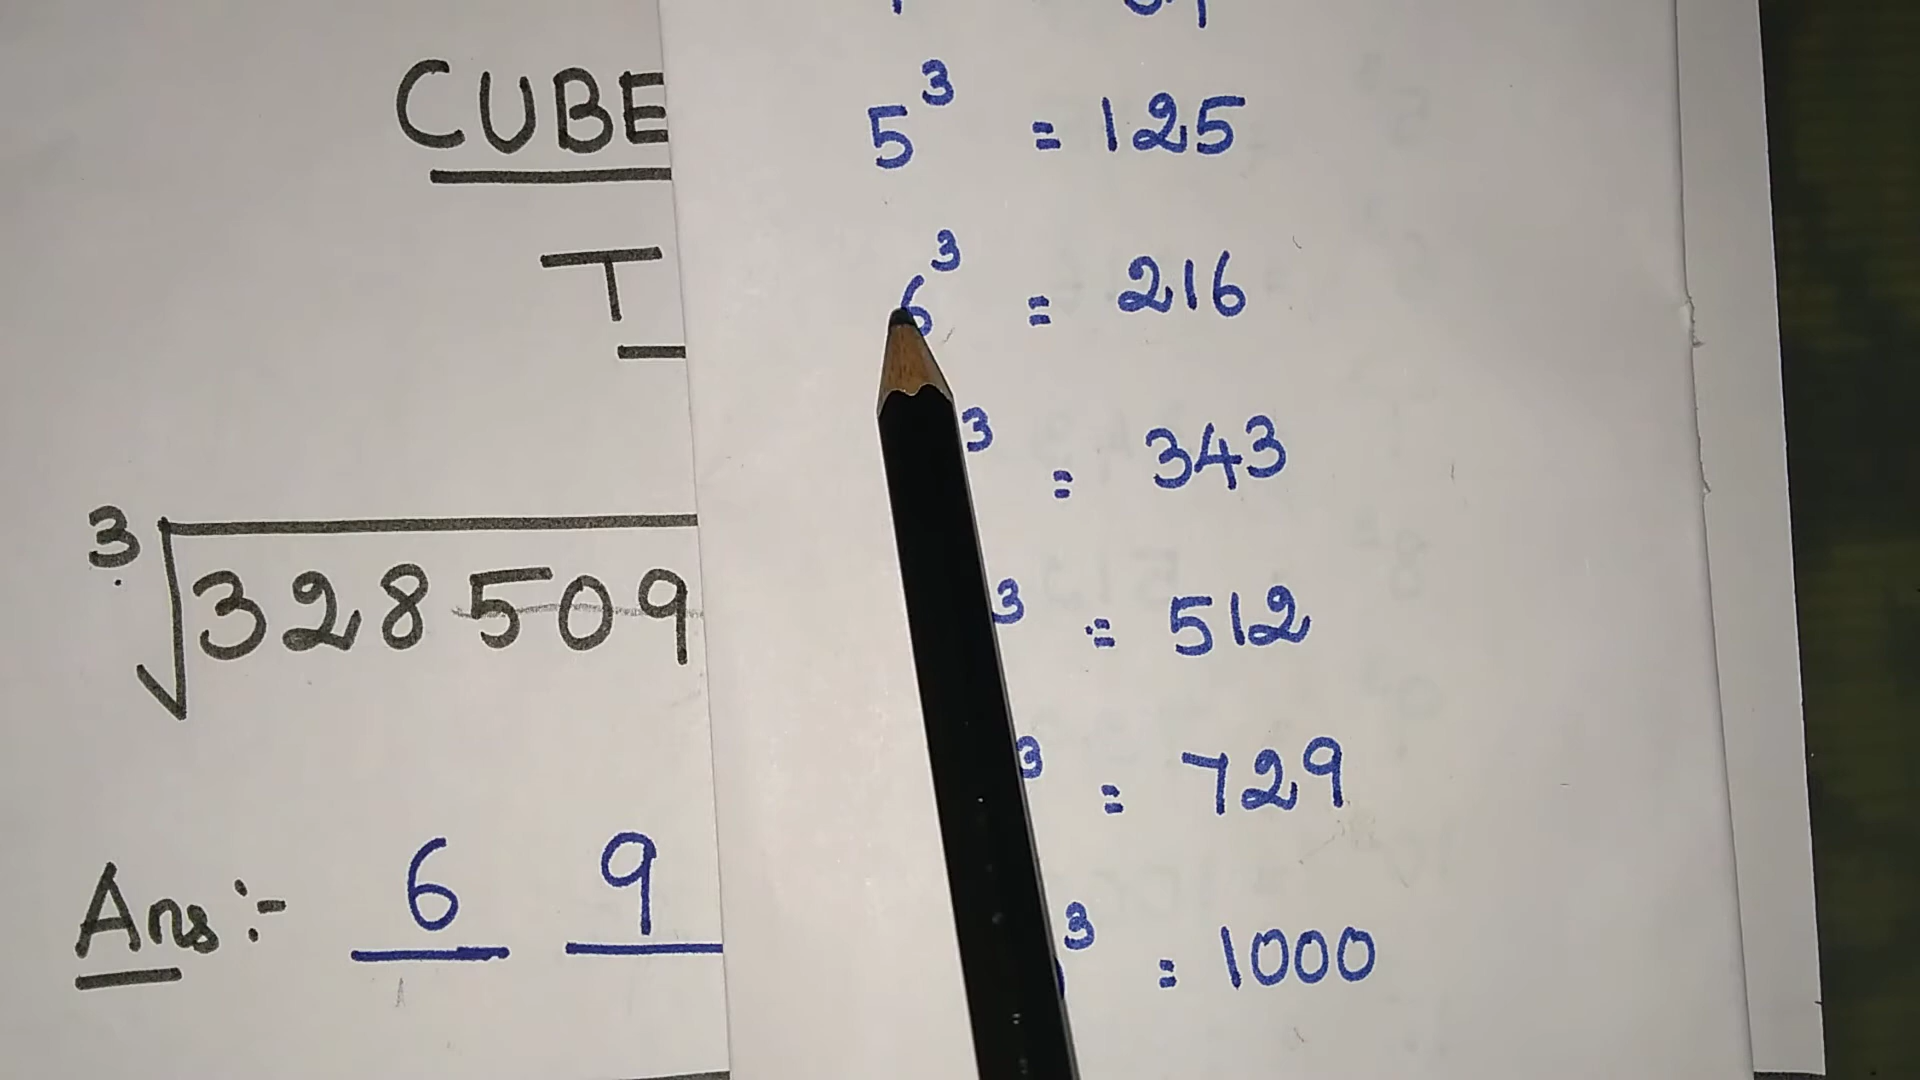 CUBE
T
3√328509
Ans:- 6 9
5³ = 125
6³ = 216
³ = 343
³ = 512
³ = 729
³ = 1000